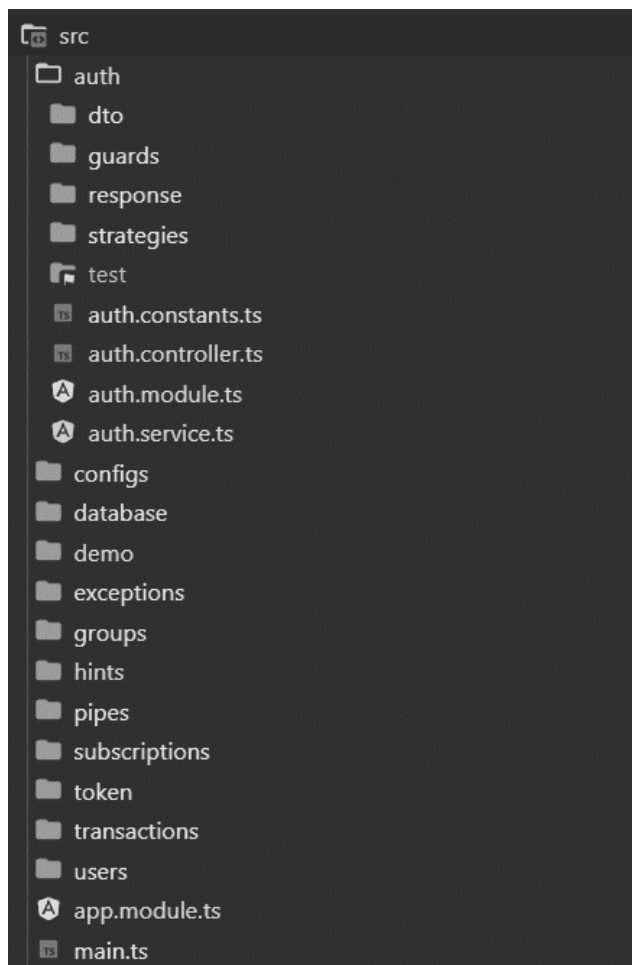 src
auth
dto
guards
response
strategies
test
auth.constants.ts
auth.controller.ts
auth.module.ts
auth.service.ts
configs
database
demo
exceptions
groups
hints
pipes
subscriptions
token
transactions
users
app.module.ts
main.ts